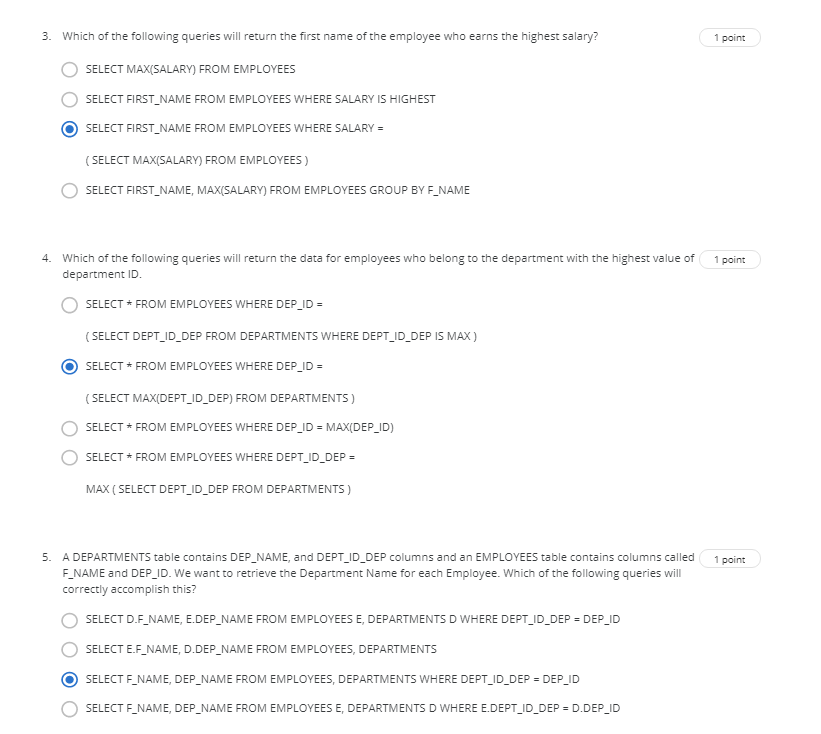 3. Which of the following queries will return the first name of the employee who earns the highest salary?
1 point
SELECT MAX(SALARY) FROM EMPLOYEES
SELECT FIRST_NAME FROM EMPLOYEES WHERE SALARY IS HIGHEST
SELECT FIRST_NAME FROM EMPLOYEES WHERE SALARY =
( SELECT MAX(SALARY) FROM EMPLOYEES )
SELECT FIRST_NAME, MAX(SALARY) FROM EMPLOYEES GROUP BY F_NAME
4. Which of the following queries will return the data for employees who belong to the department with the highest value of
1 point
department ID.
SELECT * FROM EMPLOYEES WHERE DEP_ID =
( SELECT DEPT_ID_DEP FROM DEPARTMENTS WHERE DEPT_ID_DEP IS MAX )
SELECT * FROM EMPLOYEES WHERE DEP_ID =
( SELECT MAX(DEPT_ID_DEP) FROM DEPARTMENTS )
SELECT * FROM EMPLOYEES WHERE DEP_ID = MAX(DEP_ID)
SELECT * FROM EMPLOYEES WHERE DEPT_ID_DEP =
MAX ( SELECT DEPT_ID_DEP FROM DEPARTMENTS )
5. A DEPARTMENTS table contains DEP_NAME, and DEPT_ID_DEP columns and an EMPLOYEES table contains columns called
1 point
F_NAME and DEP_ID. We want to retrieve the Department Name for each Employee. Which of the following queries will
correctly accomplish this?
SELECT D.F_NAME, E.DEP_NAME FROM EMPLOYEES E, DEPARTMENTS D WHERE DEPT_ID_DEP = DEP_ID
SELECT E.F_NAME, D.DEP_NAME FROM EMPLOYEES, DEPARTMENTS
SELECT F_NAME, DEP_NAME FROM EMPLOYEES, DEPARTMENTS WHERE DEPT_ID_DEP = DEP_ID
SELECT F_NAME, DEP_NAME FROM EMPLOYEES E, DEPARTMENTS D WHERE E.DEPT_ID_DEP = D.DEP_ID